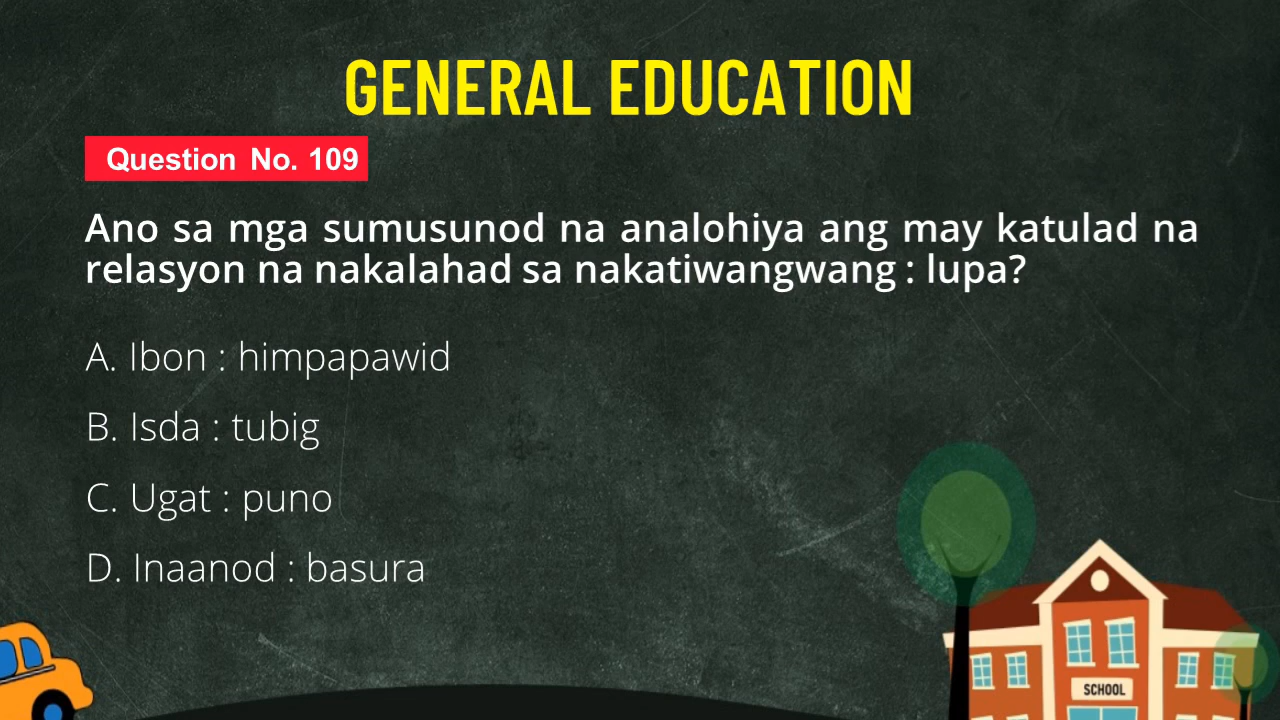 GENERAL EDUCATION
Question No. 109
Ano sa mga sumusunod na analohiya ang may katulad na
relasyon na nakalahad sa nakatiwangwang : lupa?
A. Ibon : himpapawid
B. Isda : tubig
C. Ugat : puno
D. Inaanod : basura
SCHOOL